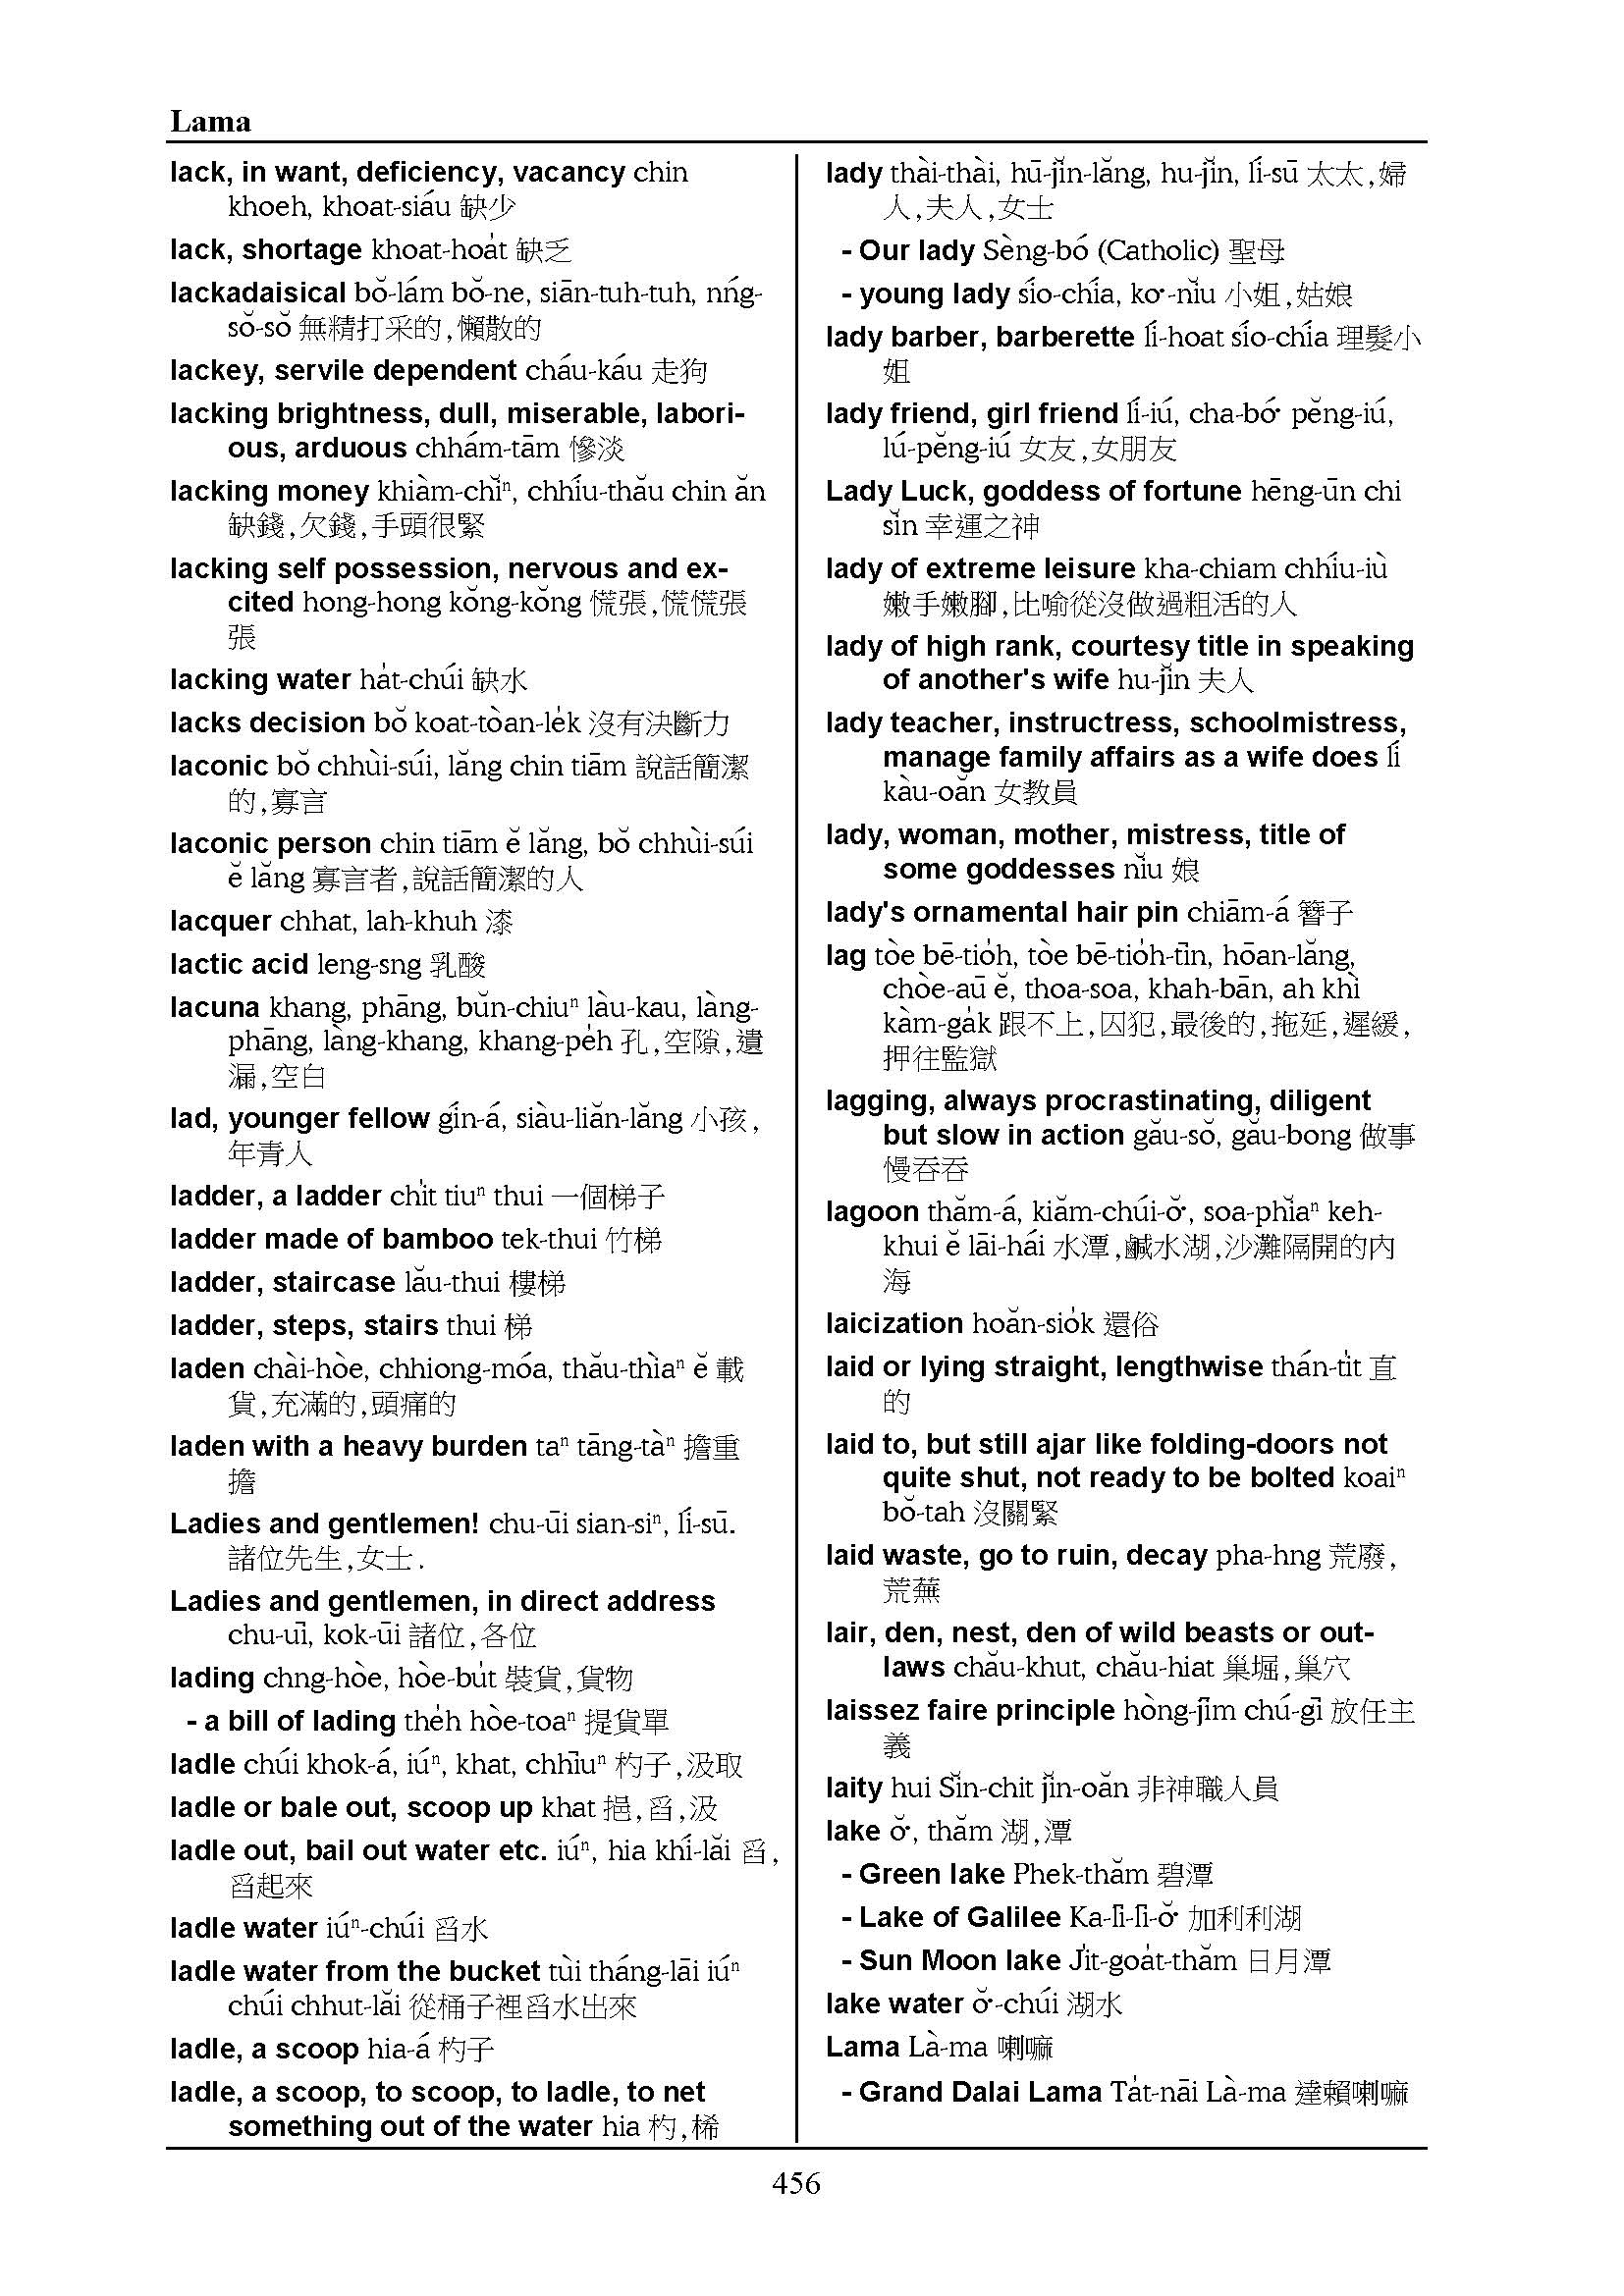 Lama
lack, in want, deficiency, vacancy chin
khoeh, khoat-siáu 缺少
lack, shortage khoat-hoa̍t 缺乏
lackadaisical bŏ-lám bŏ-ne, siān-tuh-tuh, nńg-
sŏ-sŏ 無精打采的,懶散的
lackey, servile dependent cháu-káu 走狗
lacking brightness, dull, miserable, labori-
ous, arduous chhám-tām 慘淡
lacking money khiàm-chĭⁿ, chhíu-thău chin ăn
缺錢,欠錢,手頭很緊
lacking self possession, nervous and ex-
cited hong-hong kŏng-kŏng 慌張,慌慌張
張
lacking water ha̍t-chúi 缺水
lacks decision bŏ koat-tòan-le̍k 沒有決斷力
laconic bŏ chhùi-súi, lăng chin tiām 說話簡潔
的,寡言
laconic person chin tiām ĕ lăng, bŏ chhùi-súi
ĕ lăng 寡言者,說話簡潔的人
lacquer chhat, lah-khuh 漆
lactic acid leng-sng 乳酸
lacuna khang, phāng, bŭn-chiuⁿ làu-kau, làng-
phāng, làng-khang, khang-pe̍h 孔,空隙,遺
漏,空白
lad, younger fellow gín-á, siàu-liăn-lăng 小孩,
年青人
ladder, a ladder chi̍t tiuⁿ thui 一個梯子
ladder made of bamboo tek-thui 竹梯
ladder, staircase lău-thui 樓梯
ladder, steps, stairs thui 梯
laden chài-hòe, chhiong-móa, thău-thìaⁿ ĕ 載
貨,充滿的,頭痛的
laden with a heavy burden taⁿ tāng-tàⁿ 擔重
擔
Ladies and gentlemen! chu-ūi sian-siⁿ, lí-sū.
諸位先生,女士.
Ladies and gentlemen, in direct address
chu-uī, kok-ūi 諸位,各位
lading chng-hòe, hòe-bu̍t 裝貨,貨物
- a bill of lading the̍h hòe-toaⁿ 提貨單
ladle chúi khok-á, iúⁿ, khat, chhīuⁿ 杓子,汲取
ladle or bale out, scoop up khat 挹,舀,汲
ladle out, bail out water etc. iúⁿ, hia khí-lăi 舀,
舀起來
ladle water iúⁿ-chúi 舀水
ladle water from the bucket tùi tháng-lāi iúⁿ
chúi chhut-lăi 從桶子裡舀水出來
ladle, a scoop hia-á 杓子
ladle, a scoop, to scoop, to ladle, to net
something out of the water hia 杓,桸
lady thài-thài, hū-jĭn-lăng, hu-jĭn, lí-sū 太太,婦
人,夫人,女士
- Our lady Sèng-bó (Catholic) 聖母
- young lady sío-chía, ko͘-nĭu 小姐,姑娘
lady barber, barberette lí-hoat sío-chía 理髮小
姐
lady friend, girl friend lí-iú, cha-bó͘ pĕng-iú,
lú-pĕng-iú 女友,女朋友
Lady Luck, goddess of fortune hēng-ūn chi
sĭn 幸運之神
lady of extreme leisure kha-chiam chhíu-iù
嫩手嫩腳,比喻從沒做過粗活的人
lady of high rank, courtesy title in speaking
of another's wife hu-jĭn 夫人
lady teacher, instructress, schoolmistress,
manage family affairs as a wife does lí
kàu-oăn 女教員
lady, woman, mother, mistress, title of
some goddesses nĭu 娘
lady's ornamental hair pin chiām-á 簪子
lag tòe bē-tio̍h, tòe bē-tio̍h-tīn, hōan-lăng,
chòe-aū ĕ, thoa-soa, khah-bān, ah khì
kàm-ga̍k 跟不上,囚犯,最後的,拖延,遲緩,
押往監獄
lagging, always procrastinating, diligent
but slow in action gău-sŏ, gău-bong 做事
慢吞吞
lagoon thăm-á, kiăm-chúi-ŏ͘, soa-phĭaⁿ keh-
khui ĕ lāi-hái 水潭,鹹水湖,沙灘隔開的內
海
laicization hoăn-sio̍k 還俗
laid or lying straight, lengthwise thán-ti̍t 直
的
laid to, but still ajar like folding-doors not
quite shut, not ready to be bolted koaiⁿ
bŏ-tah 沒關緊
laid waste, go to ruin, decay pha-hng 荒廢,
荒蕪
lair, den, nest, den of wild beasts or out-
laws chău-khut, chău-hiat 巢堀,巢穴
laissez faire principle hòng-jīm chú-gī 放任主
義
laity hui Sĭn-chit jĭn-oăn 非神職人員
lake ŏ͘, thăm 湖,潭
- Green lake Phek-thăm 碧潭
- Lake of Galilee Ka-lī-lī-ŏ͘ 加利利湖
- Sun Moon lake Ji̍t-goa̍t-thăm 日月潭
lake water ŏ͘-chúi 湖水
Lama Là-ma 喇嘛
- Grand Dalai Lama Ta̍t-nāi Là-ma 達賴喇嘛
456